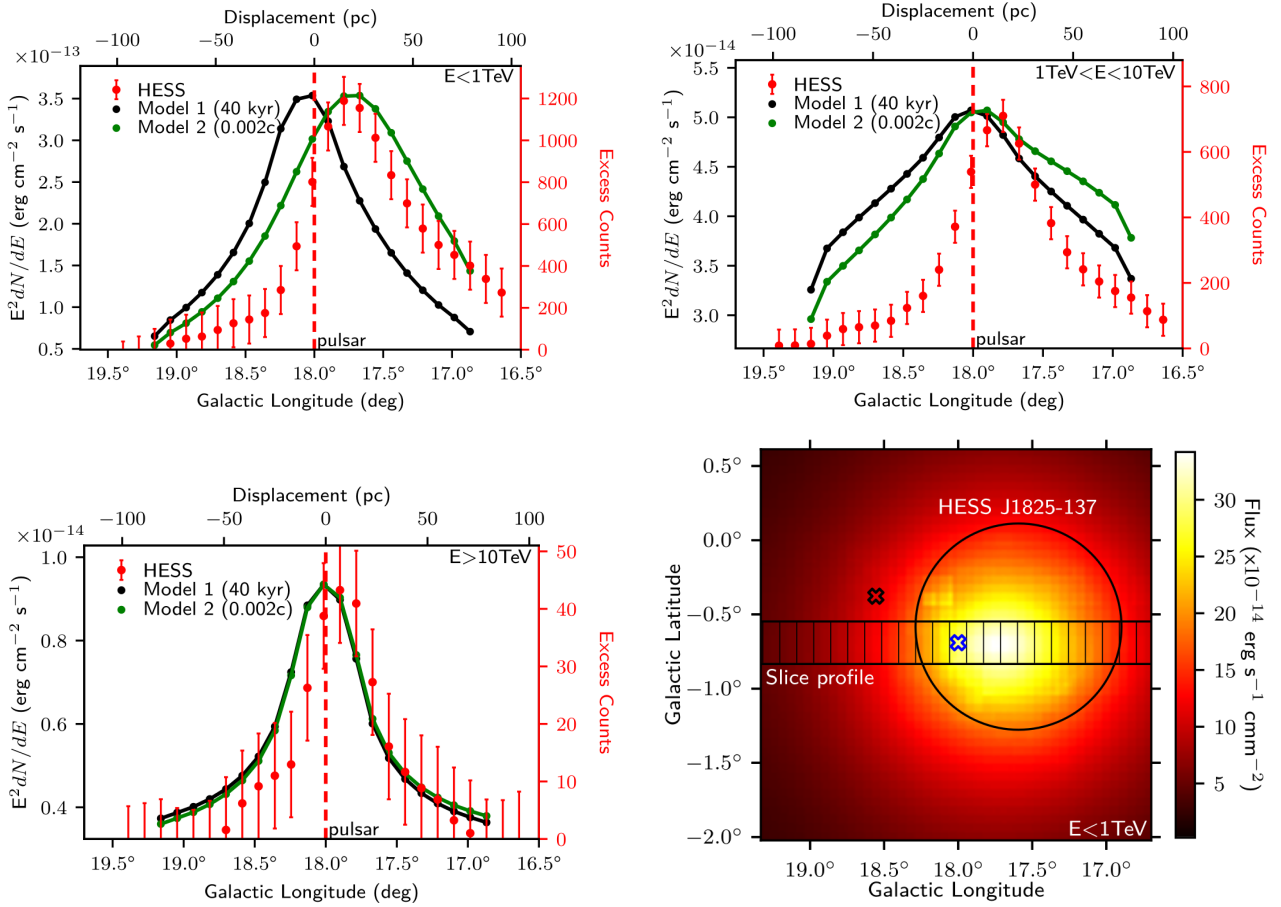 Displacement (pc)
−100 −50 0 50 100
×10⁻¹³
E<1TeV
HESS
Model 1 (40 kyr)
Model 2 (0.002c)
3.5
3.0
2.5
2.0
1.5
1.0
0.5
E²dN/dE (erg cm⁻² s⁻¹)
1200
1000
800
600
400
200
0
Excess Counts
pulsar
19.5° 19.0° 18.5° 18.0° 17.5° 17.0° 16.5°
Galactic Longitude (deg)
Displacement (pc)
−100 −50 0 50 100
×10⁻¹⁴
1TeV<E<10TeV
HESS
Model 1 (40 kyr)
Model 2 (0.002c)
5.5
5.0
4.5
4.0
3.5
3.0
E²dN/dE (erg cm⁻² s⁻¹)
800
600
400
200
0
Excess Counts
pulsar
19.5° 19.0° 18.5° 18.0° 17.5° 17.0° 16.5°
Galactic Longitude (deg)
Displacement (pc)
−100 −50 0 50 100
×10⁻¹⁴
E>10TeV
HESS
Model 1 (40 kyr)
Model 2 (0.002c)
1.0
0.8
0.6
0.4
E²dN/dE (erg cm⁻² s⁻¹)
50
40
30
20
10
0
Excess Counts
pulsar
19.5° 19.0° 18.5° 18.0° 17.5° 17.0° 16.5°
Galactic Longitude (deg)
HESS J1825-137
Slice profile
E<1TeV
0.5°
0.0°
−0.5°
−1.0°
−1.5°
−2.0°
Galactic Latitude
19.0° 18.5° 18.0° 17.5° 17.0°
Galactic Longitude
30
25
20
15
10
5
Flux (x10⁻¹⁴ erg s⁻¹ cmm⁻²)